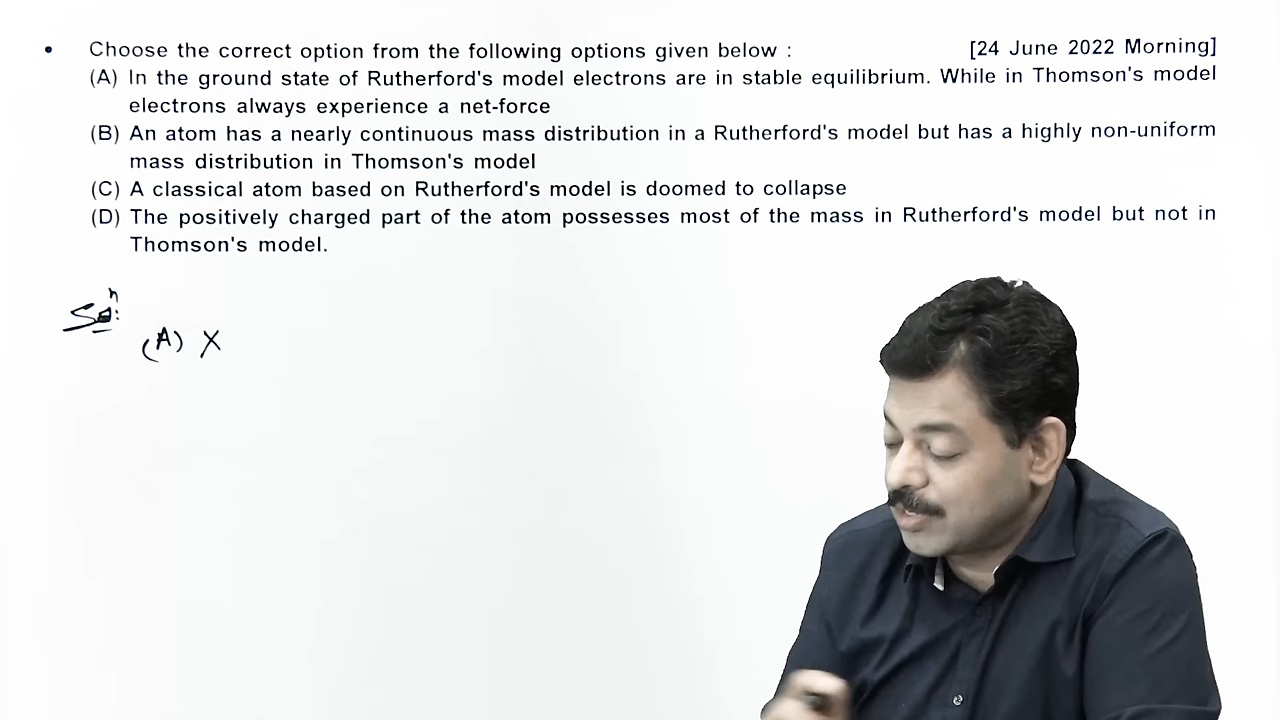 • Choose the correct option from the following options given below : [24 June 2022 Morning]
(A) In the ground state of Rutherford's model electrons are in stable equilibrium. While in Thomson's model
electrons always experience a net-force
(B) An atom has a nearly continuous mass distribution in a Rutherford's model but has a highly non-uniform
mass distribution in Thomson's model
(C) A classical atom based on Rutherford's model is doomed to collapse
(D) The positively charged part of the atom possesses most of the mass in Rutherford's model but not in
Thomson's model.
Soln:
(A) X